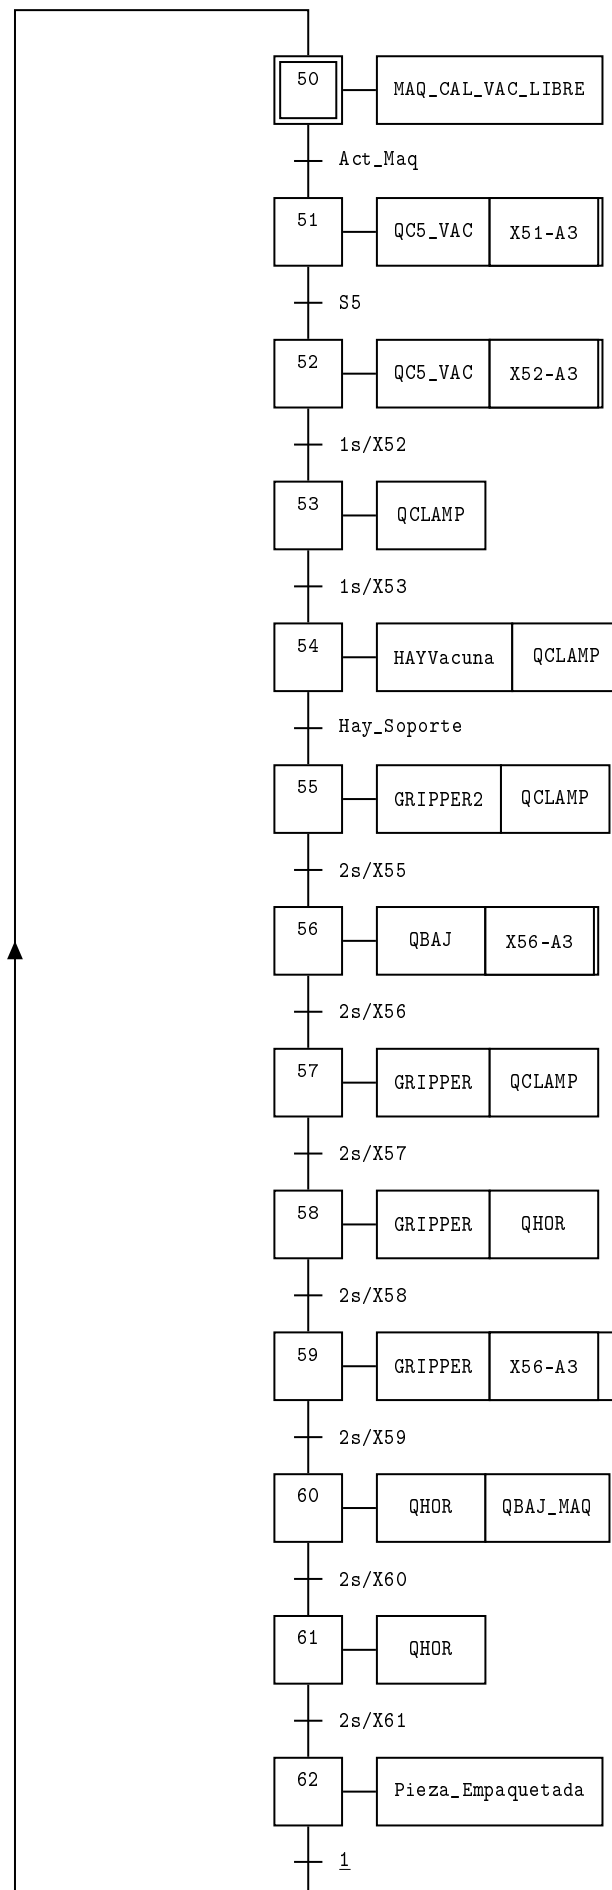 50 MAQ_CAL_VAC_LIBRE
Act_Maq
51 QC5_VAC X51-A3
S5
52 QC5_VAC X52-A3
1s/X52
53 QCLAMP
1s/X53
54 HAYVacuna QCLAMP
Hay_Soporte
55 GRIPPER2 QCLAMP
2s/X55
56 QBAJ X56-A3
2s/X56
57 GRIPPER QCLAMP
2s/X57
58 GRIPPER QHOR
2s/X58
59 GRIPPER X56-A3
2s/X59
60 QHOR QBAJ_MAQ
2s/X60
61 QHOR
2s/X61
62 Pieza_Empaquetada
1